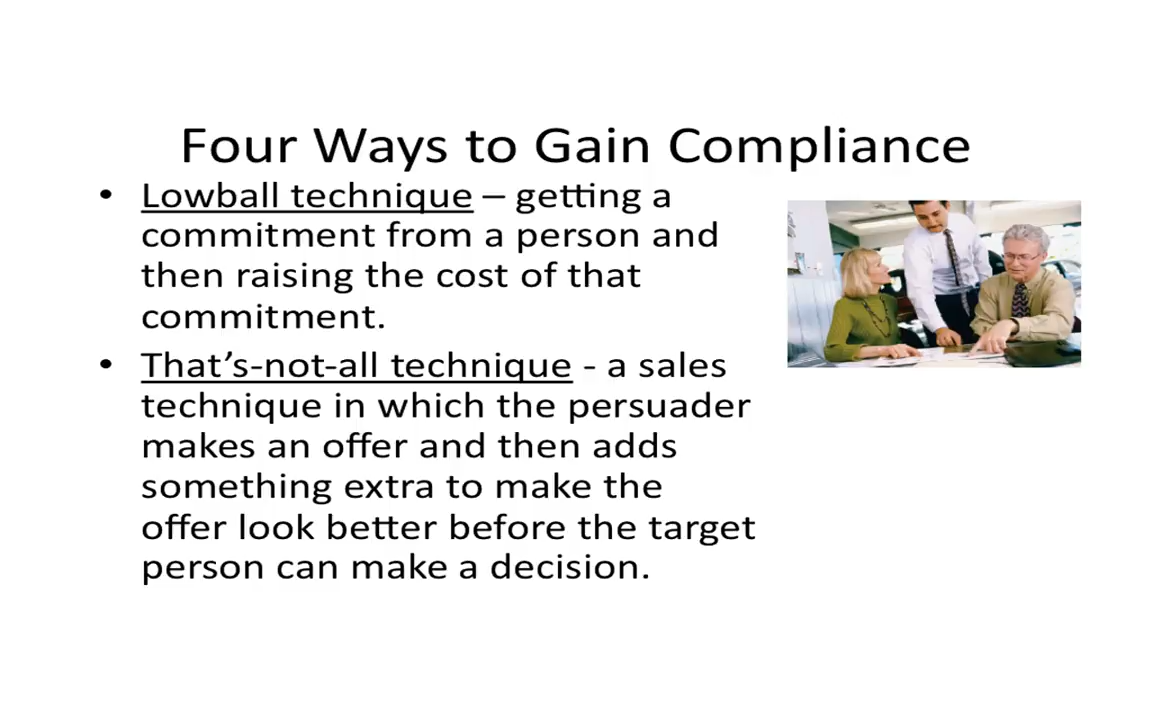 Four Ways to Gain Compliance
• Lowball technique – getting a
commitment from a person and
then raising the cost of that
commitment.
• That’s-not-all technique - a sales
technique in which the persuader
makes an offer and then adds
something extra to make the
offer look better before the target
person can make a decision.